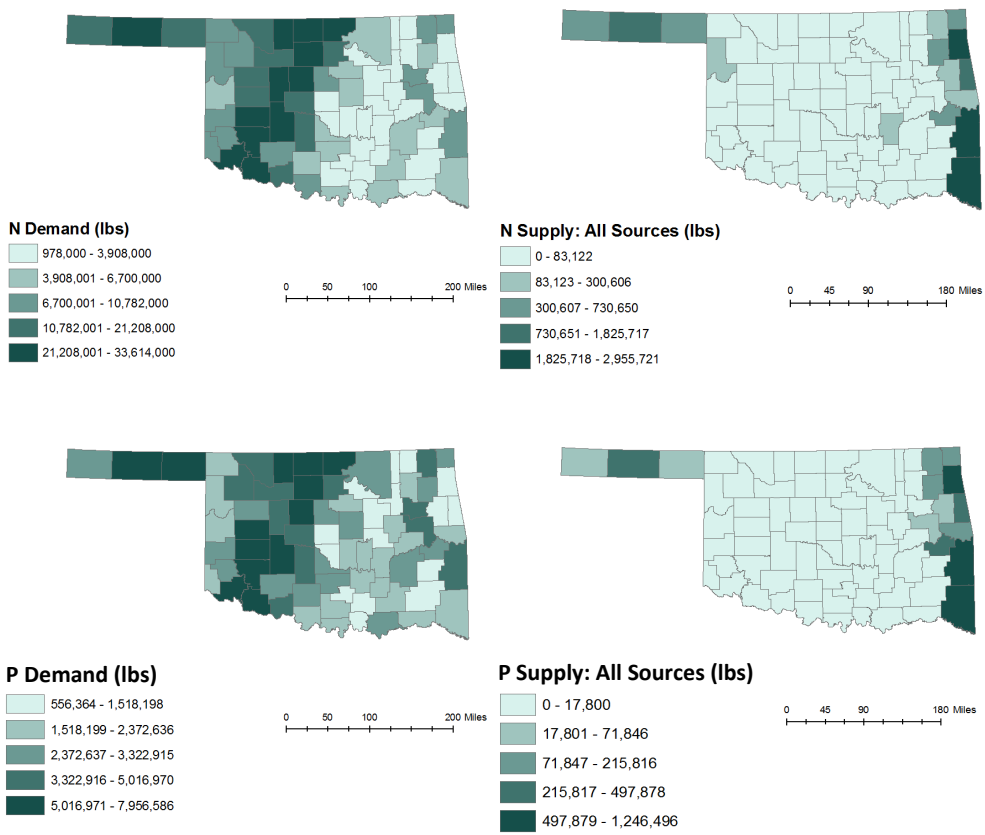 N Demand (lbs)
978,000 - 3,908,000
3,908,001 - 6,700,000
6,700,001 - 10,782,000
10,782,001 - 21,208,000
21,208,001 - 33,614,000
0 50 100 200 Miles
N Supply: All Sources (lbs)
0 - 83,122
83,123 - 300,606
300,607 - 730,650
730,651 - 1,825,717
1,825,718 - 2,955,721
0 45 90 180 Miles
P Demand (lbs)
556,364 - 1,518,198
1,518,199 - 2,372,636
2,372,637 - 3,322,915
3,322,916 - 5,016,970
5,016,971 - 7,956,586
0 50 100 200 Miles
P Supply: All Sources (lbs)
0 - 17,800
17,801 - 71,846
71,847 - 215,816
215,817 - 497,878
497,879 - 1,246,496
0 45 90 180 Miles